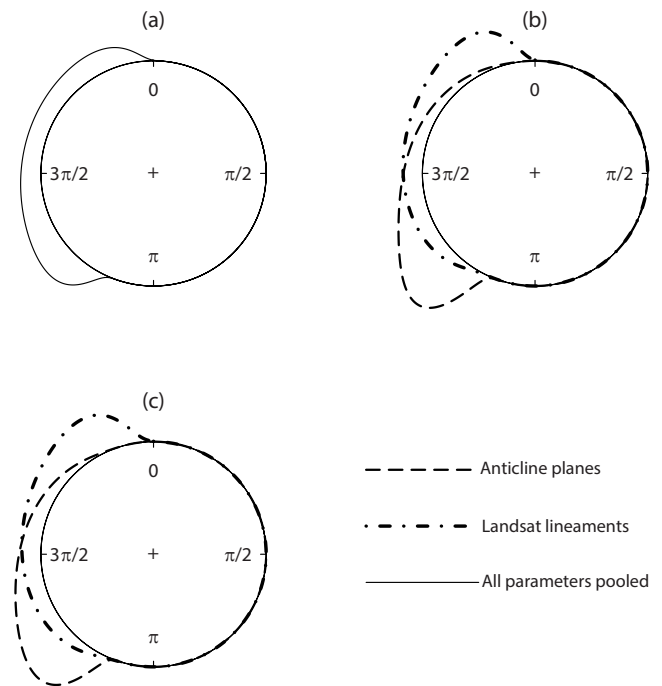 (a)
0
3π/2
+
π/2
π
(b)
0
3π/2
+
π/2
π
(c)
0
3π/2
+
π/2
π
Anticline planes
Landsat lineaments
All parameters pooled